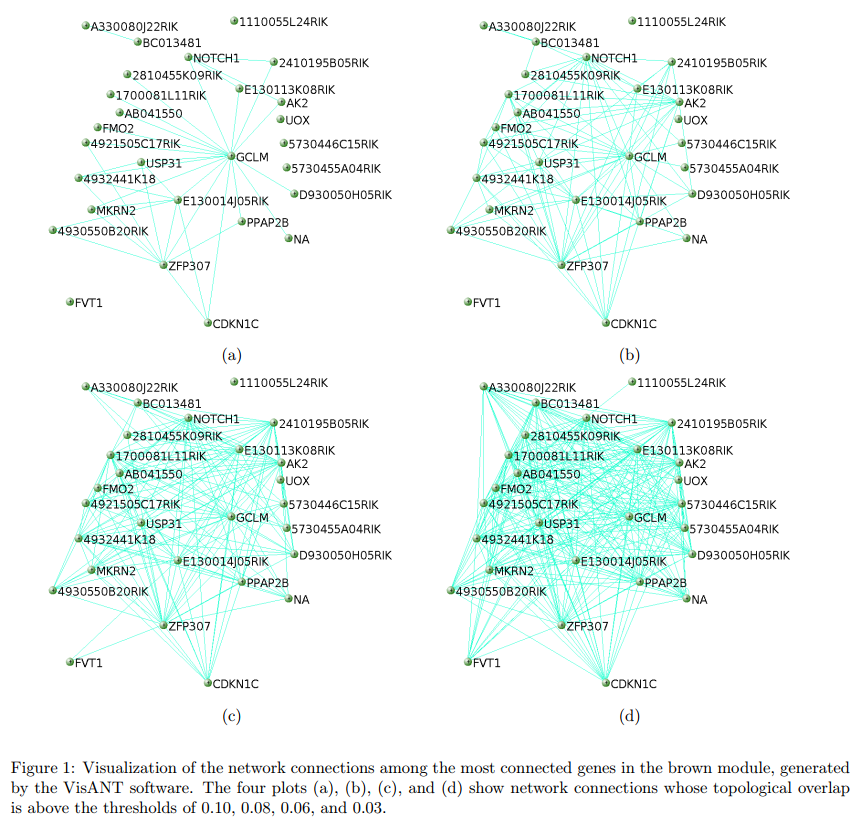 A330080J22RIK
1110055L24RIK
BC013481
NOTCH1
2410195B05RIK
2810455K09RIK
E130113K08RIK
1700081L11RIK
AK2
AB041550
UOX
FMO2
4921505C17RIK
5730446C15RIK
USP31
GCLM
5730455A04RIK
4932441K18
D930050H05RIK
E130014J05RIK
MKRN2
PPAP2B
4930550B20RIK
NA
ZFP307
FVT1
CDKN1C
(a)
A330080J22RIK
1110055L24RIK
BC013481
NOTCH1
2410195B05RIK
2810455K09RIK
E130113K08RIK
1700081L11RIK
AK2
AB041550
UOX
FMO2
4921505C17RIK
5730446C15RIK
USP31
GCLM
5730455A04RIK
4932441K18
D930050H05RIK
E130014J05RIK
MKRN2
PPAP2B
4930550B20RIK
NA
ZFP307
FVT1
CDKN1C
(b)
A330080J22RIK
1110055L24RIK
BC013481
NOTCH1
2410195B05RIK
2810455K09RIK
E130113K08RIK
1700081L11RIK
AK2
AB041550
UOX
FMO2
4921505C17RIK
5730446C15RIK
USP31
GCLM
5730455A04RIK
4932441K18
D930050H05RIK
E130014J05RIK
MKRN2
PPAP2B
4930550B20RIK
NA
ZFP307
FVT1
CDKN1C
(c)
A330080J22RIK
1110055L24RIK
BC013481
NOTCH1
2410195B05RIK
2810455K09RIK
E130113K08RIK
1700081L11RIK
AK2
AB041550
UOX
FMO2
4921505C17RIK
5730446C15RIK
USP31
GCLM
5730455A04RIK
4932441K18
D930050H05RIK
E130014J05RIK
MKRN2
PPAP2B
4930550B20RIK
NA
ZFP307
FVT1
CDKN1C
(d)
Figure 1: Visualization of the network connections among the most connected genes in the brown module, generated
by the VisANT software. The four plots (a), (b), (c), and (d) show network connections whose topological overlap
is above the thresholds of 0.10, 0.08, 0.06, and 0.03.